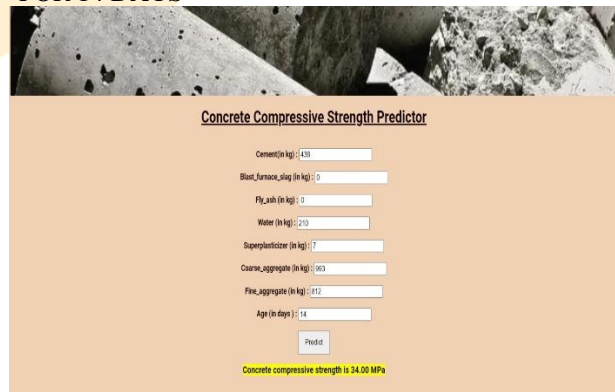 Concrete Compressive Strength Predictor
Cement(in kg) : 438
Blast_furnace_slag (in kg) : 0
Fly_ash (in kg) : 0
Water (in kg) : 210
Superplasticizer (in kg) : 7
Coarse_aggregate (in kg) : 993
Fine_aggregate (in kg) : 812
Age (in days ) : 14
Predict
Concrete compressive strength is 34.00 MPa